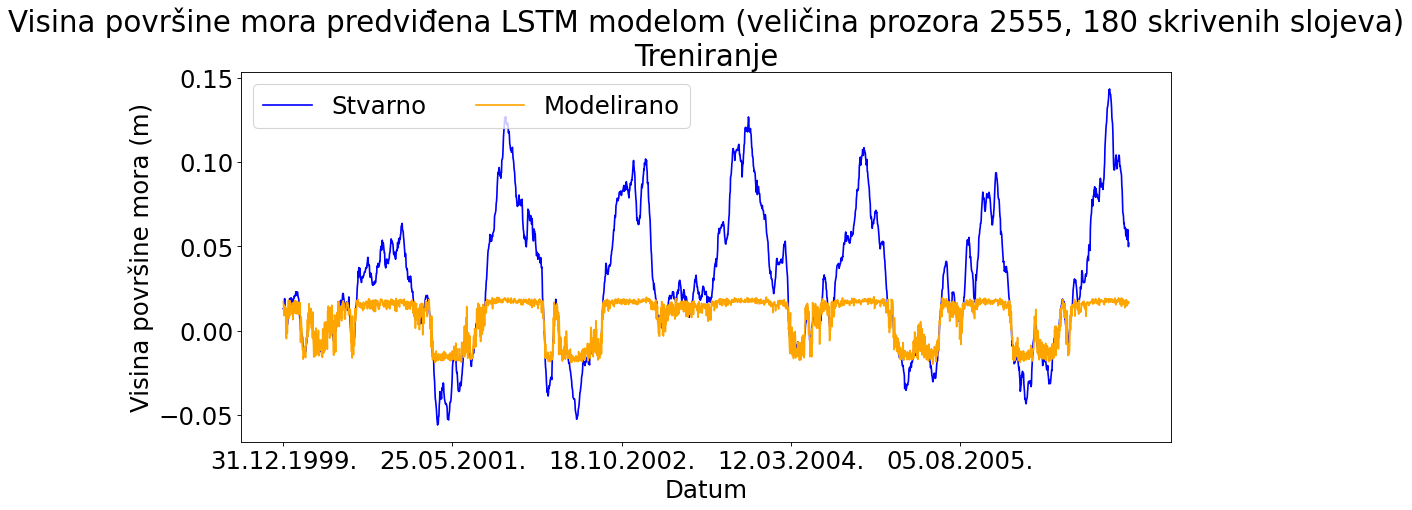 Visina površine mora predviđena LSTM modelom (veličina prozora 2555, 180 skrivenih slojeva)
Treniranje
Stvarno Modelirano
Visina površine mora (m)
0.15
0.10
0.05
0.00
−0.05
31.12.1999. 25.05.2001. 18.10.2002. 12.03.2004. 05.08.2005.
Datum